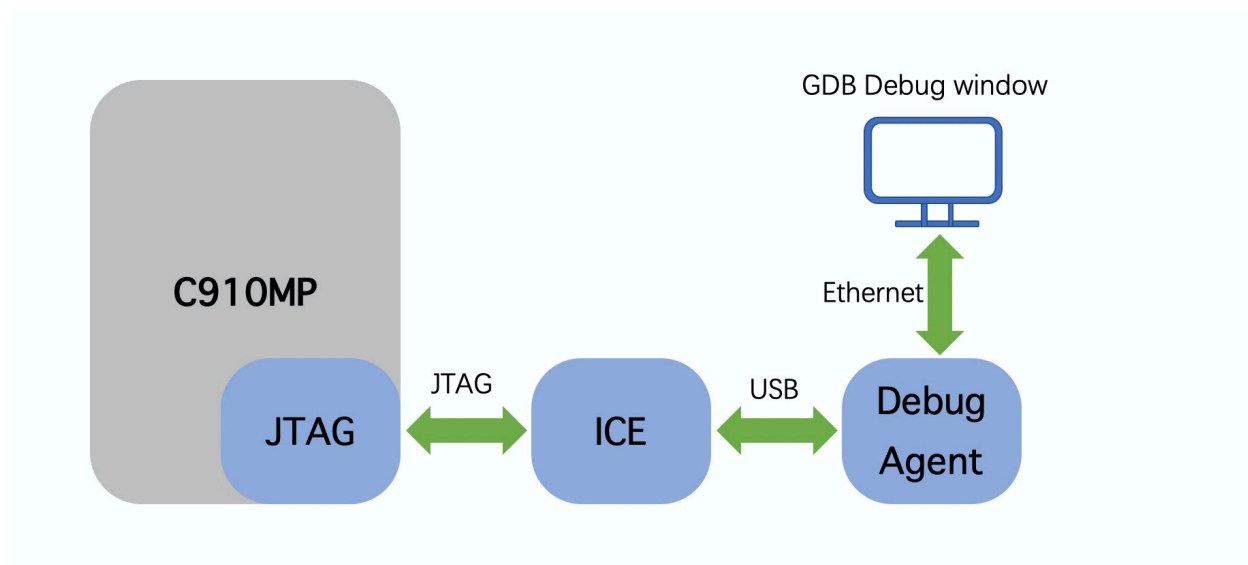 GDB Debug window
C910MP
Ethernet
JTAG
JTAG
ICE
USB
Debug
Agent